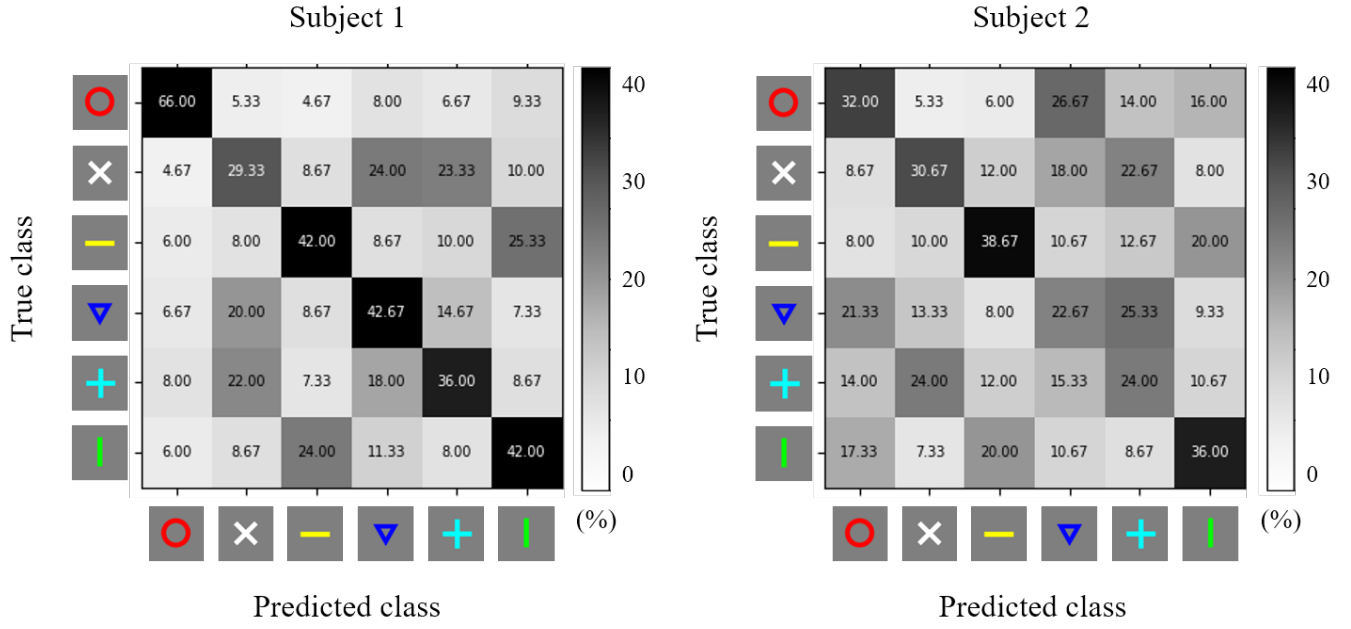 Subject 1
Subject 2
True class
66.00 5.33 4.67 8.00 6.67 9.33
4.67 29.33 8.67 24.00 23.33 10.00
6.00 8.00 42.00 8.67 10.00 25.33
6.67 20.00 8.67 42.67 14.67 7.33
8.00 22.00 7.33 18.00 36.00 8.67
6.00 8.67 24.00 11.33 8.00 42.00
40
30
20
10
0
(%)
Predicted class
True class
32.00 5.33 6.00 26.67 14.00 16.00
8.67 30.67 12.00 18.00 22.67 8.00
8.00 10.00 38.67 10.67 12.67 20.00
21.33 13.33 8.00 22.67 25.33 9.33
14.00 24.00 12.00 15.33 24.00 10.67
17.33 7.33 20.00 10.67 8.67 36.00
40
30
20
10
0
(%)
Predicted class